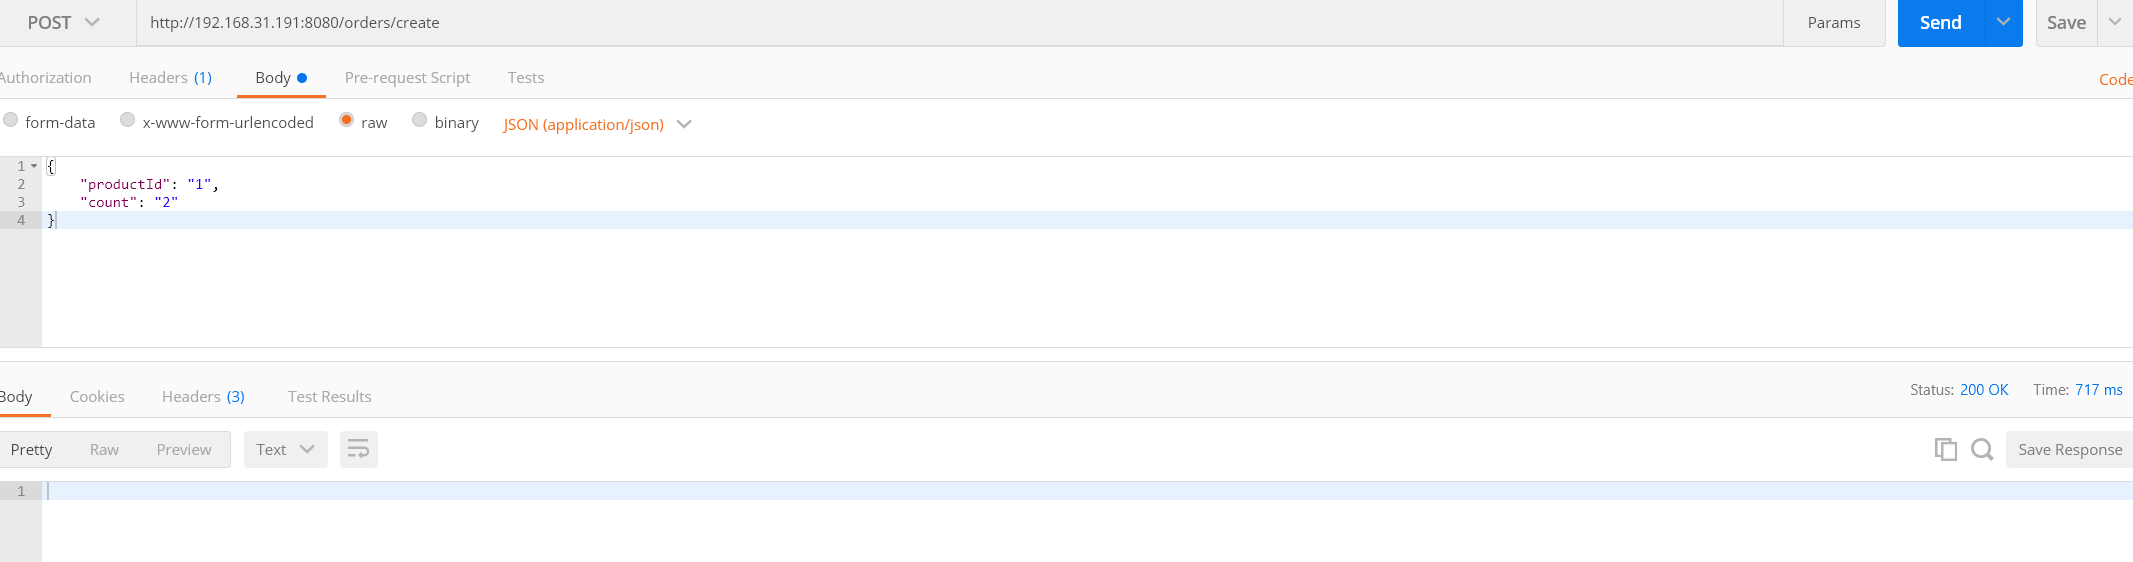 POST http://192.168.31.191:8080/orders/create Params Send Save
Authorization Headers (1) Body Pre-request Script Tests Code
form-data x-www-form-urlencoded raw binary JSON (application/json)
1 {
2 "productId": "1",
3 "count": "2"
4 }
Body Cookies Headers (3) Test Results Status: 200 OK Time: 717 ms
Pretty Raw Preview Text Save Response
1